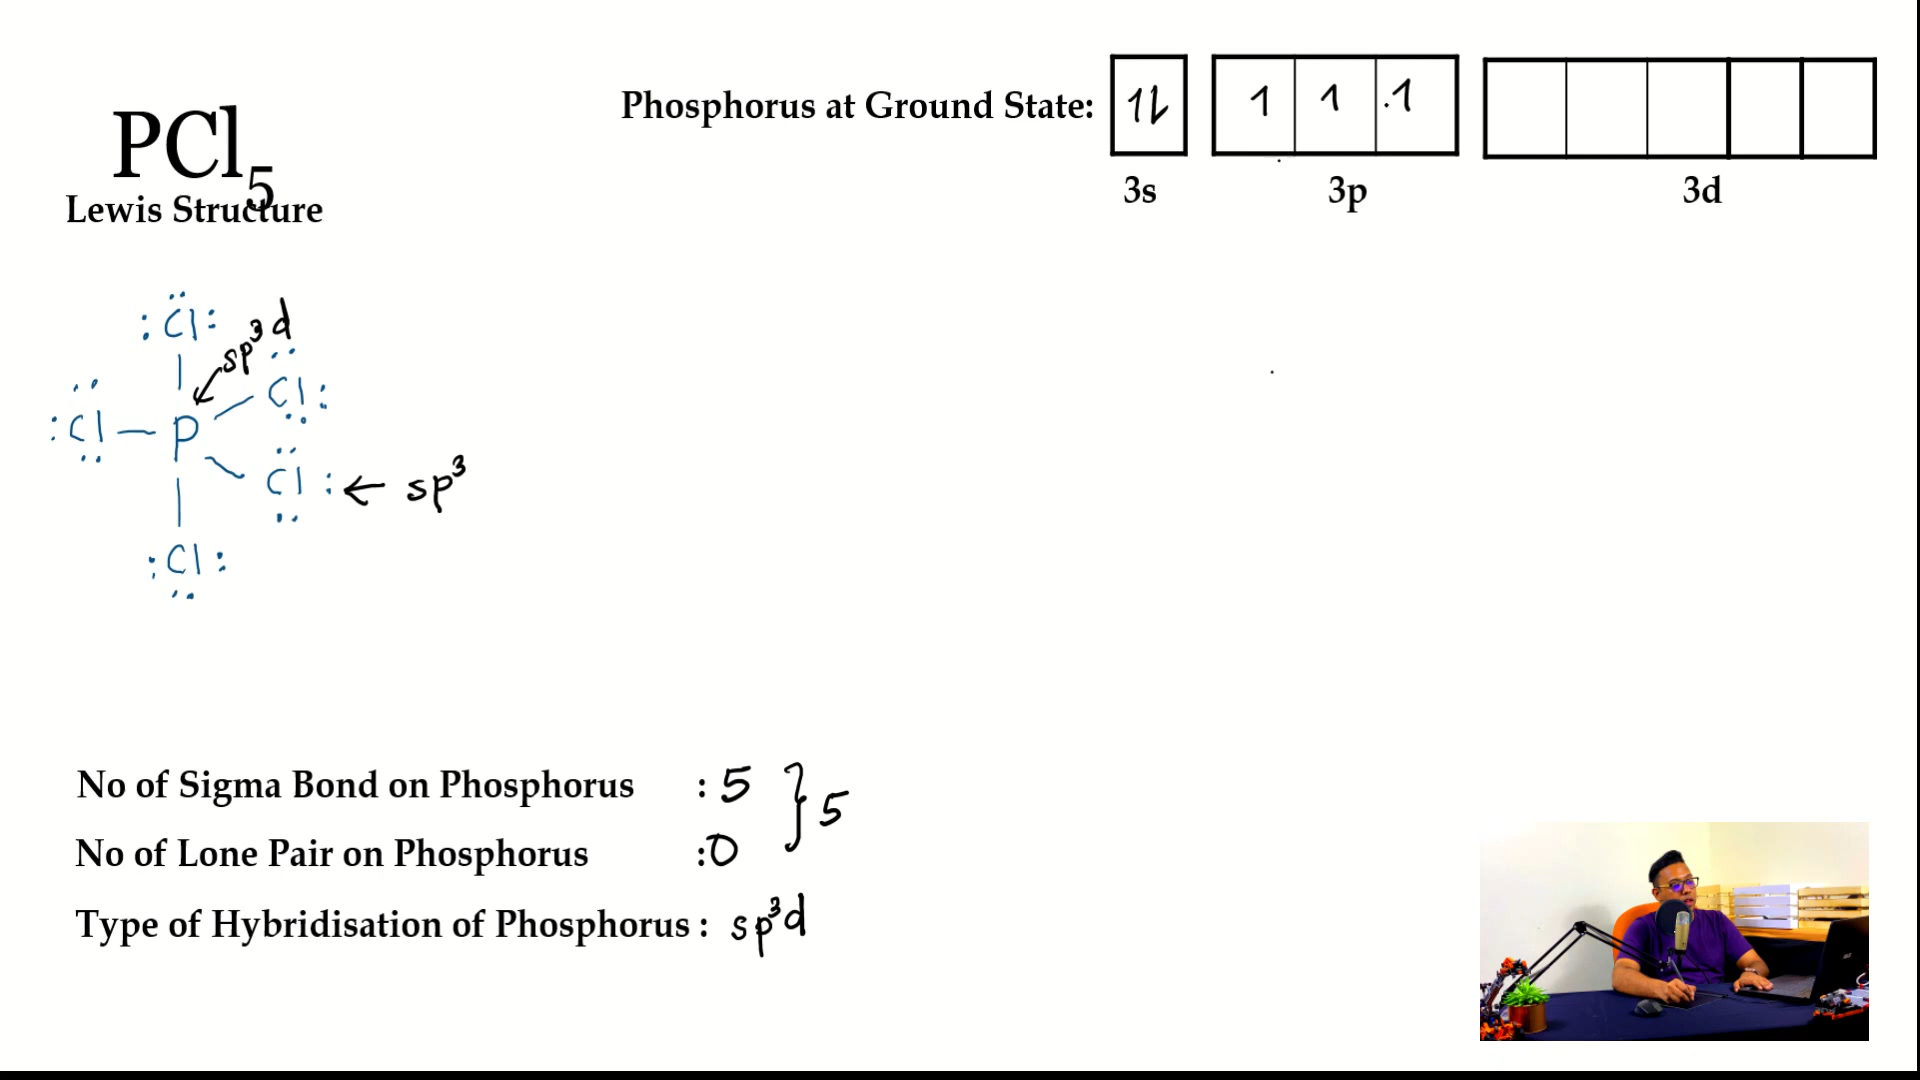 PCl5
Lewis Structure
Phosphorus at Ground State: 1⇂ 1 1 1
3s 3p 3d
:Cl: sp³d
Cl:
:Cl — P
Cl: ← sp³
:Cl:
No of Sigma Bond on Phosphorus : 5 } 5
No of Lone Pair on Phosphorus : 0
Type of Hybridisation of Phosphorus : sp³d